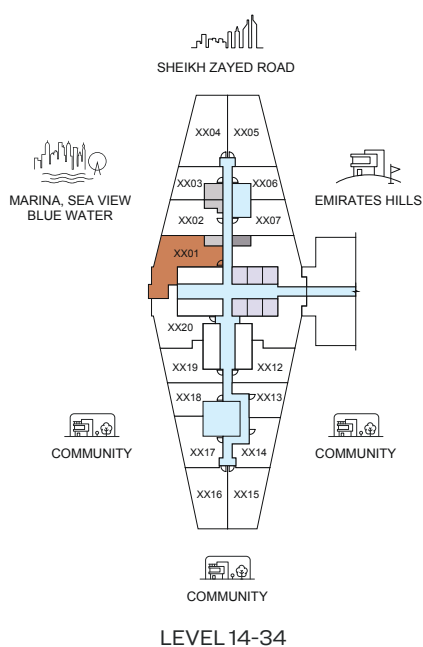 SHEIKH ZAYED ROAD
XX04
XX05
XX03
XX06
MARINA, SEA VIEW
BLUE WATER
EMIRATES HILLS
XX02
XX07
XX01
XX20
XX19
XX12
XX18
XX13
COMMUNITY
COMMUNITY
XX17
XX14
XX16
XX15
COMMUNITY
LEVEL 14-34